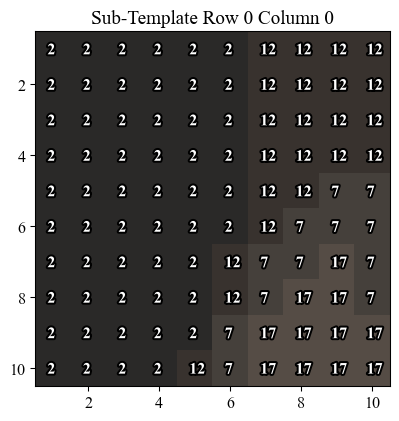 Sub-Template Row 0 Column 0
2 2 2 2 2 2 12 12 12 12
2 2 2 2 2 2 2 12 12 12 12
2 2 2 2 2 2 12 12 12 12
4 2 2 2 2 2 2 12 12 12 12
2 2 2 2 2 2 12 12 7 7
6 2 2 2 2 2 2 12 7 7 7
2 2 2 2 2 12 7 7 17 7
8 2 2 2 2 2 12 7 17 17 7
2 2 2 2 2 7 17 17 17 17
10 2 2 2 2 12 7 17 17 17 17
2 4 6 8 10